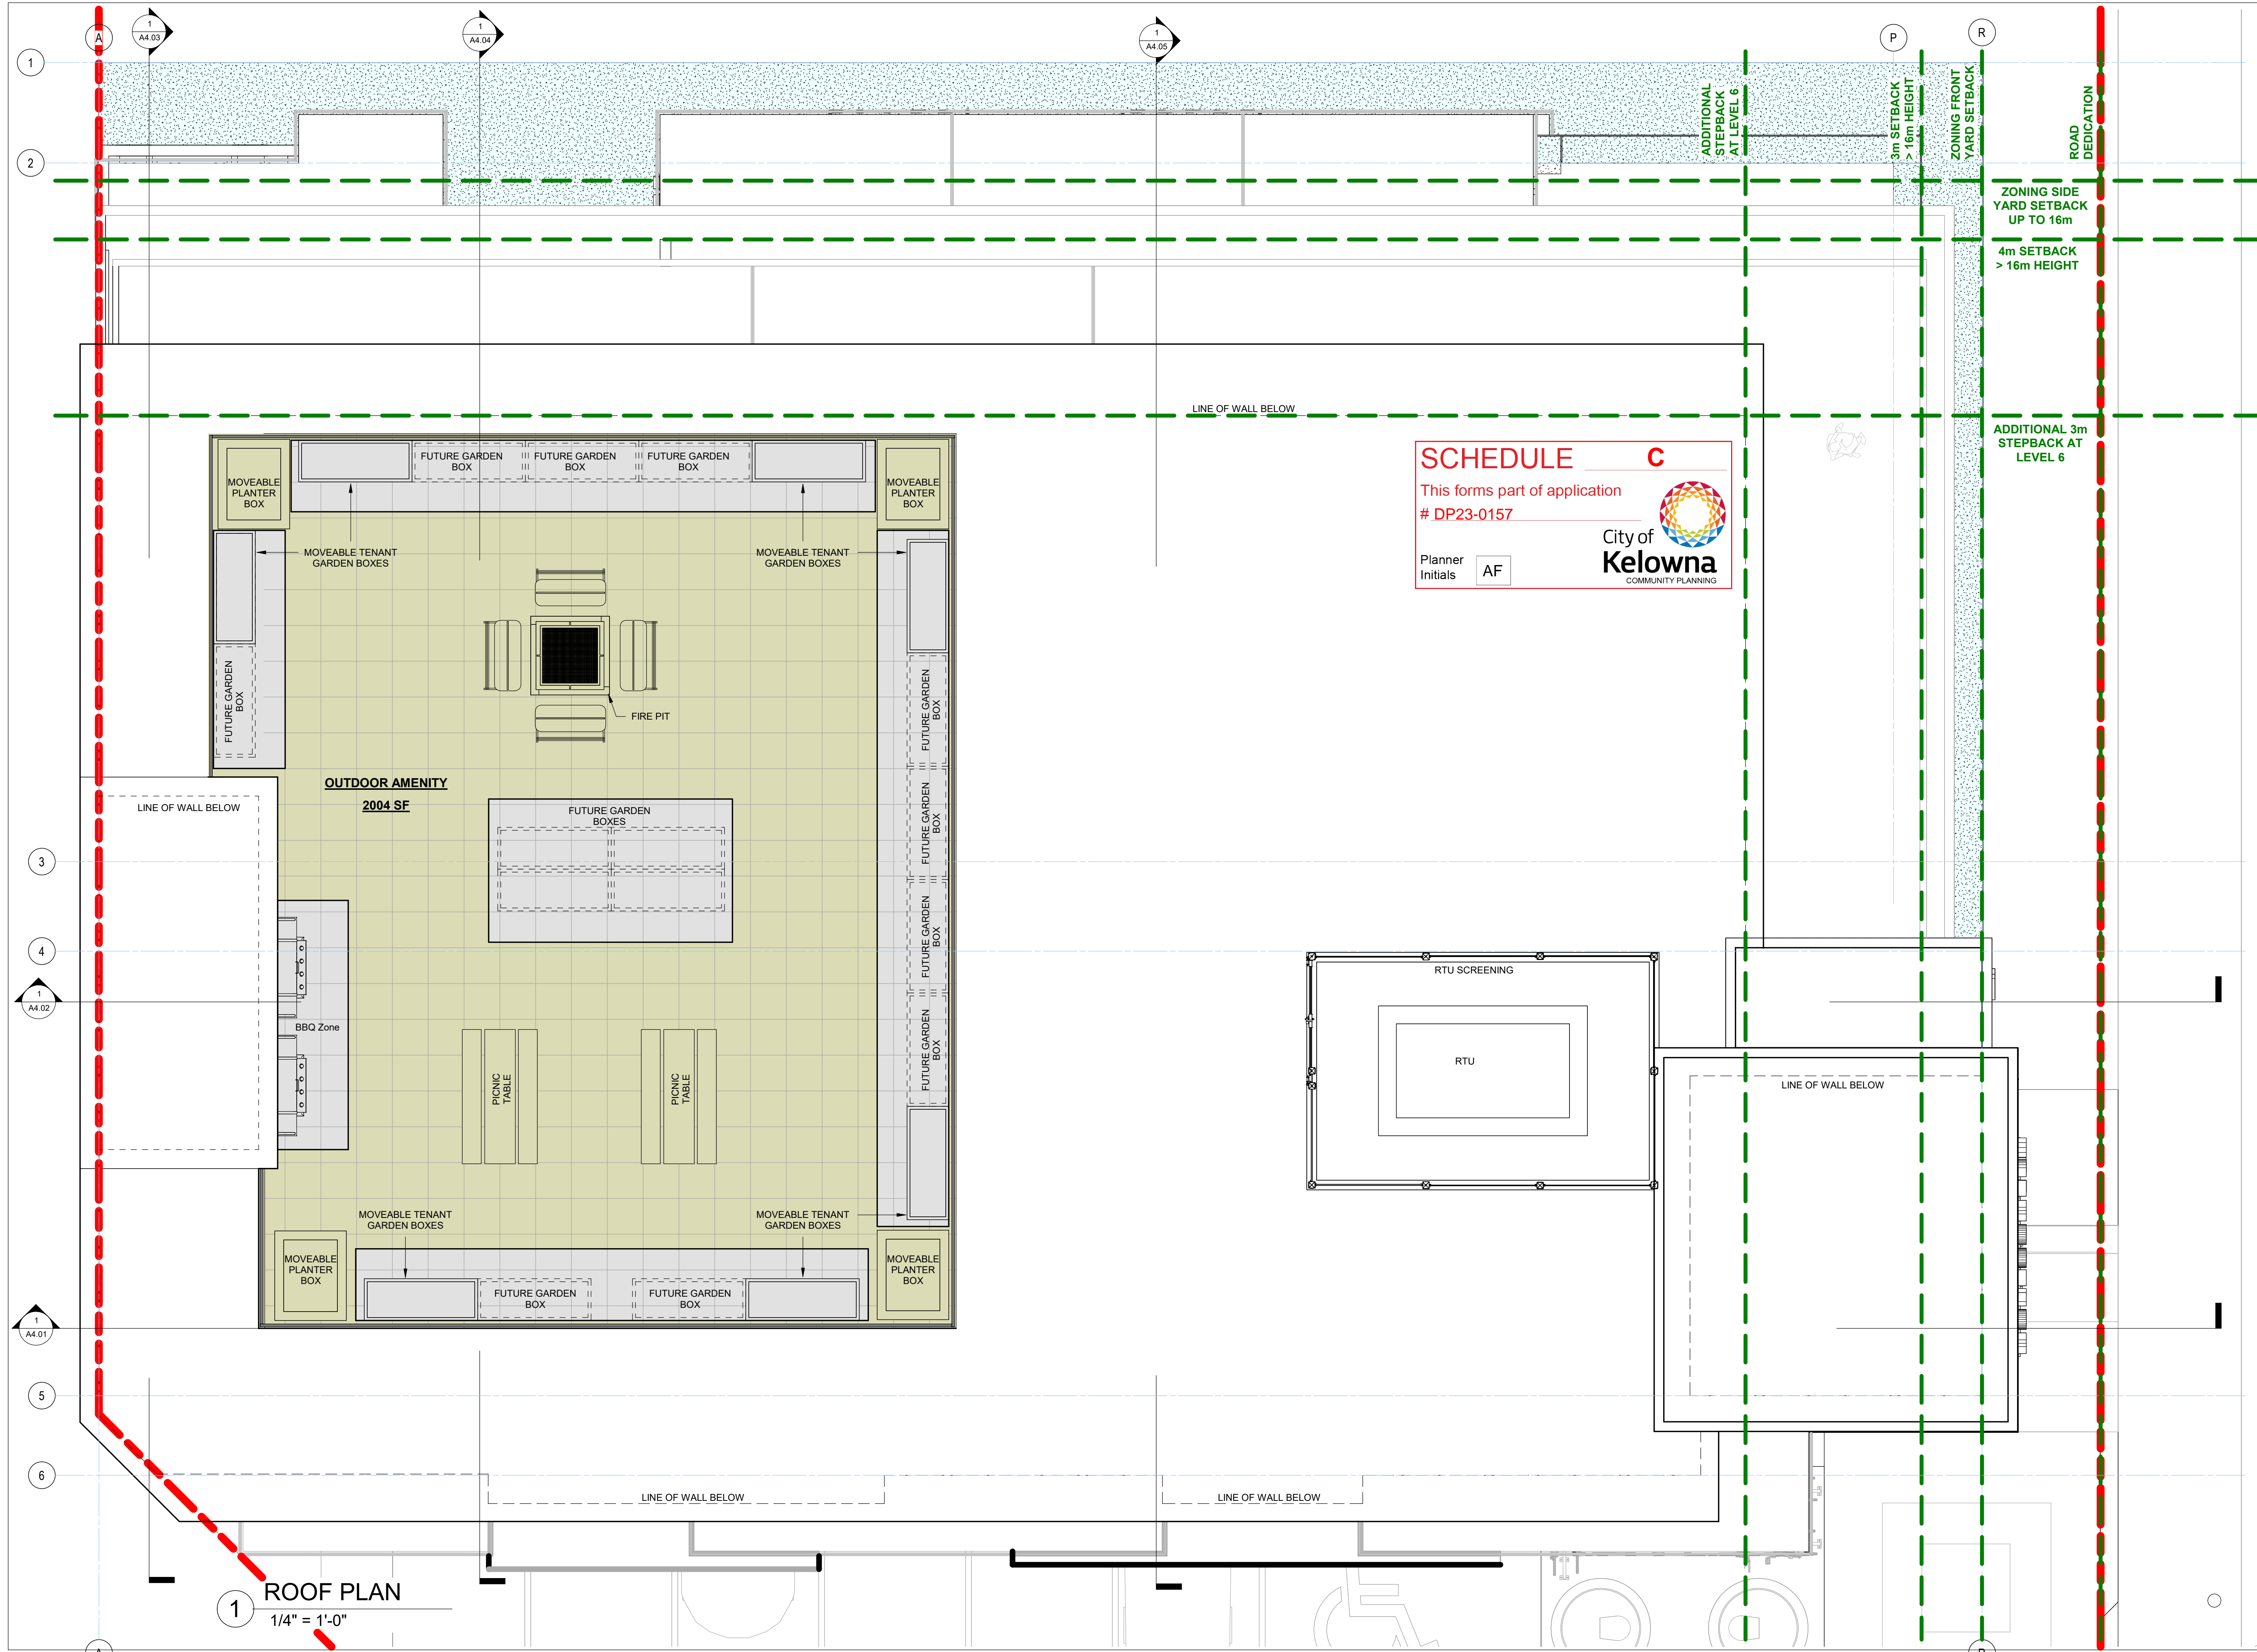 1
A4.03
1
A4.04
1
A4.05
A
P
R
1
2
ADDITIONAL
STEPBACK
AT LEVEL 6
3m SETBACK
> 16m HEIGHT
ZONING FRONT
YARD SETBACK
ROAD
DEDICATION
ZONING SIDE
YARD SETBACK
UP TO 16m
4m SETBACK
> 16m HEIGHT
LINE OF WALL BELOW
ADDITIONAL 3m
STEPBACK AT
LEVEL 6
SCHEDULE C
This forms part of application
# DP23-0157
City of
Kelowna
COMMUNITY PLANNING
Planner
Initials
AF
MOVEABLE
PLANTER
BOX
FUTURE GARDEN
BOX
FUTURE GARDEN
BOX
FUTURE GARDEN
BOX
MOVEABLE
PLANTER
BOX
MOVEABLE TENANT
GARDEN BOXES
MOVEABLE TENANT
GARDEN BOXES
FUTURE GARDEN
BOX
FIRE PIT
FUTURE GARDEN
BOX
OUTDOOR AMENITY
2004 SF
LINE OF WALL BELOW
FUTURE GARDEN
BOXES
FUTURE GARDEN
BOX
3
FUTURE GARDEN
BOX
4
1
A4.02
BBQ Zone
FUTURE GARDEN
BOX
PICNIC
TABLE
PICNIC
TABLE
RTU SCREENING
RTU
LINE OF WALL BELOW
MOVEABLE TENANT
GARDEN BOXES
MOVEABLE TENANT
GARDEN BOXES
MOVEABLE
PLANTER
BOX
FUTURE GARDEN
BOX
FUTURE GARDEN
BOX
MOVEABLE
PLANTER
BOX
1
A4.01
5
6
LINE OF WALL BELOW
LINE OF WALL BELOW
1
ROOF PLAN
1/4" = 1'-0"